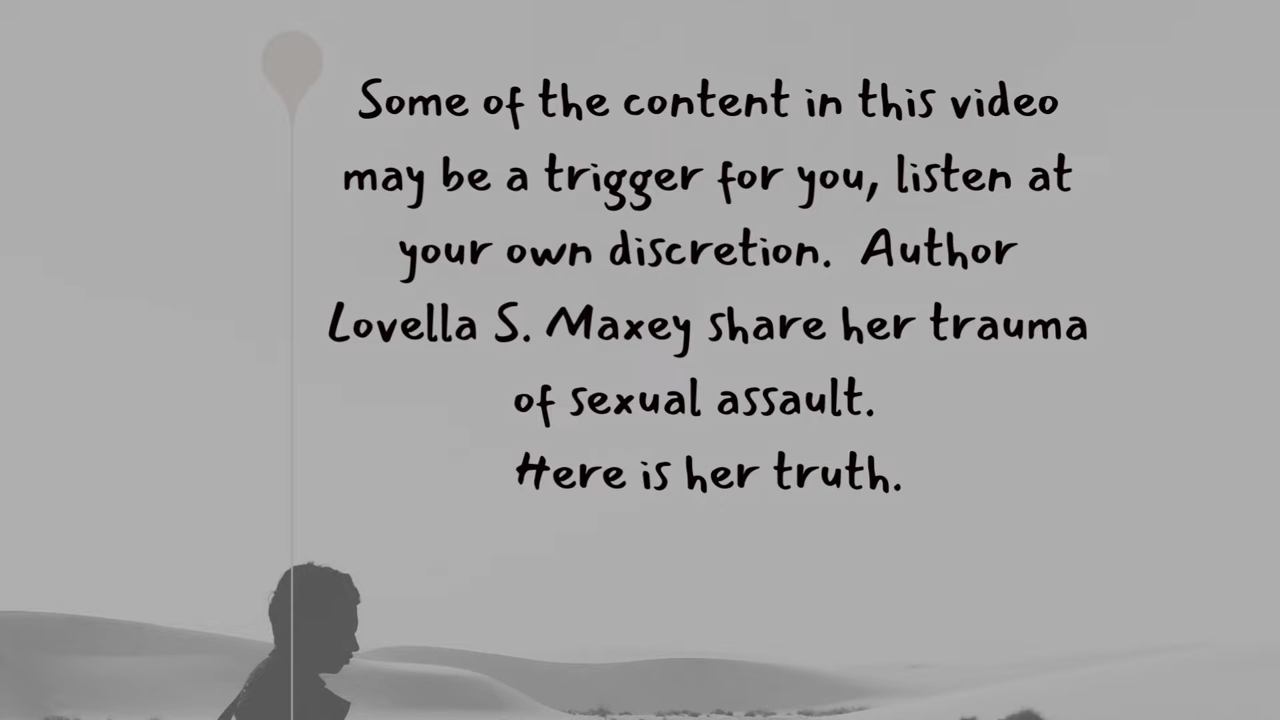 Some of the content in this video
may be a trigger for you, listen at
your own discretion. Author
Lovella S. Maxey share her trauma
of sexual assault.
Here is her truth.